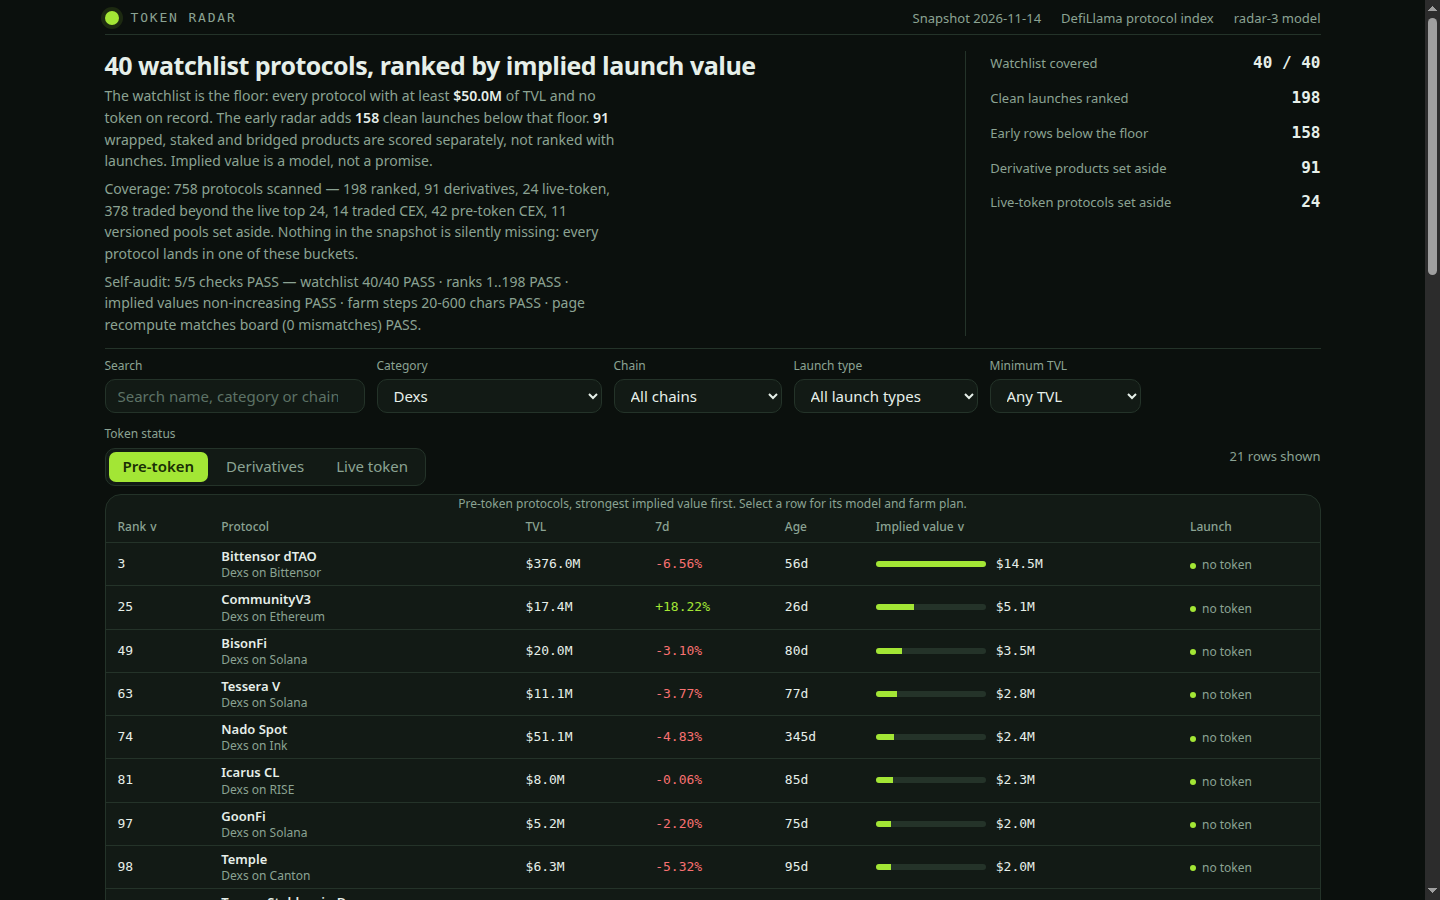 TOKEN RADAR
Snapshot 2026-11-14 DefiLlama protocol index radar-3 model
40 watchlist protocols, ranked by implied launch value
The watchlist is the floor: every protocol with at least $50.0M of TVL and no
token on record. The early radar adds 158 clean launches below that floor. 91
wrapped, staked and bridged products are scored separately, not ranked with
launches. Implied value is a model, not a promise.
Coverage: 758 protocols scanned — 198 ranked, 91 derivatives, 24 live-token,
378 traded beyond the live top 24, 14 traded CEX, 42 pre-token CEX, 11
versioned pools set aside. Nothing in the snapshot is silently missing: every
protocol lands in one of these buckets.
Self-audit: 5/5 checks PASS — watchlist 40/40 PASS · ranks 1..198 PASS ·
implied values non-increasing PASS · farm steps 20-600 chars PASS · page
recompute matches board (0 mismatches) PASS.
Watchlist covered 40 / 40
Clean launches ranked 198
Early rows below the floor 158
Derivative products set aside 91
Live-token protocols set aside 24
Search Category Chain Launch type Minimum TVL
Search name, category or chain Dexs All chains All launch types Any TVL
Token status
Pre-token Derivatives Live token
21 rows shown
Pre-token protocols, strongest implied value first. Select a row for its model and farm plan.
Rank v Protocol TVL 7d Age Implied value v Launch
3 Bittensor dTAO $376.0M -6.56% 56d $14.5M no token
Dexs on Bittensor
25 CommunityV3 $17.4M +18.22% 26d $5.1M no token
Dexs on Ethereum
49 BisonFi $20.0M -3.10% 80d $3.5M no token
Dexs on Solana
63 Tessera V $11.1M -3.77% 77d $2.8M no token
Dexs on Solana
74 Nado Spot $51.1M -4.83% 345d $2.4M no token
Dexs on Ink
81 Icarus CL $8.0M -0.06% 85d $2.3M no token
Dexs on RISE
97 GoonFi $5.2M -2.20% 75d $2.0M no token
Dexs on Solana
98 Temple $6.3M -5.32% 95d $2.0M no token
Dexs on Canton